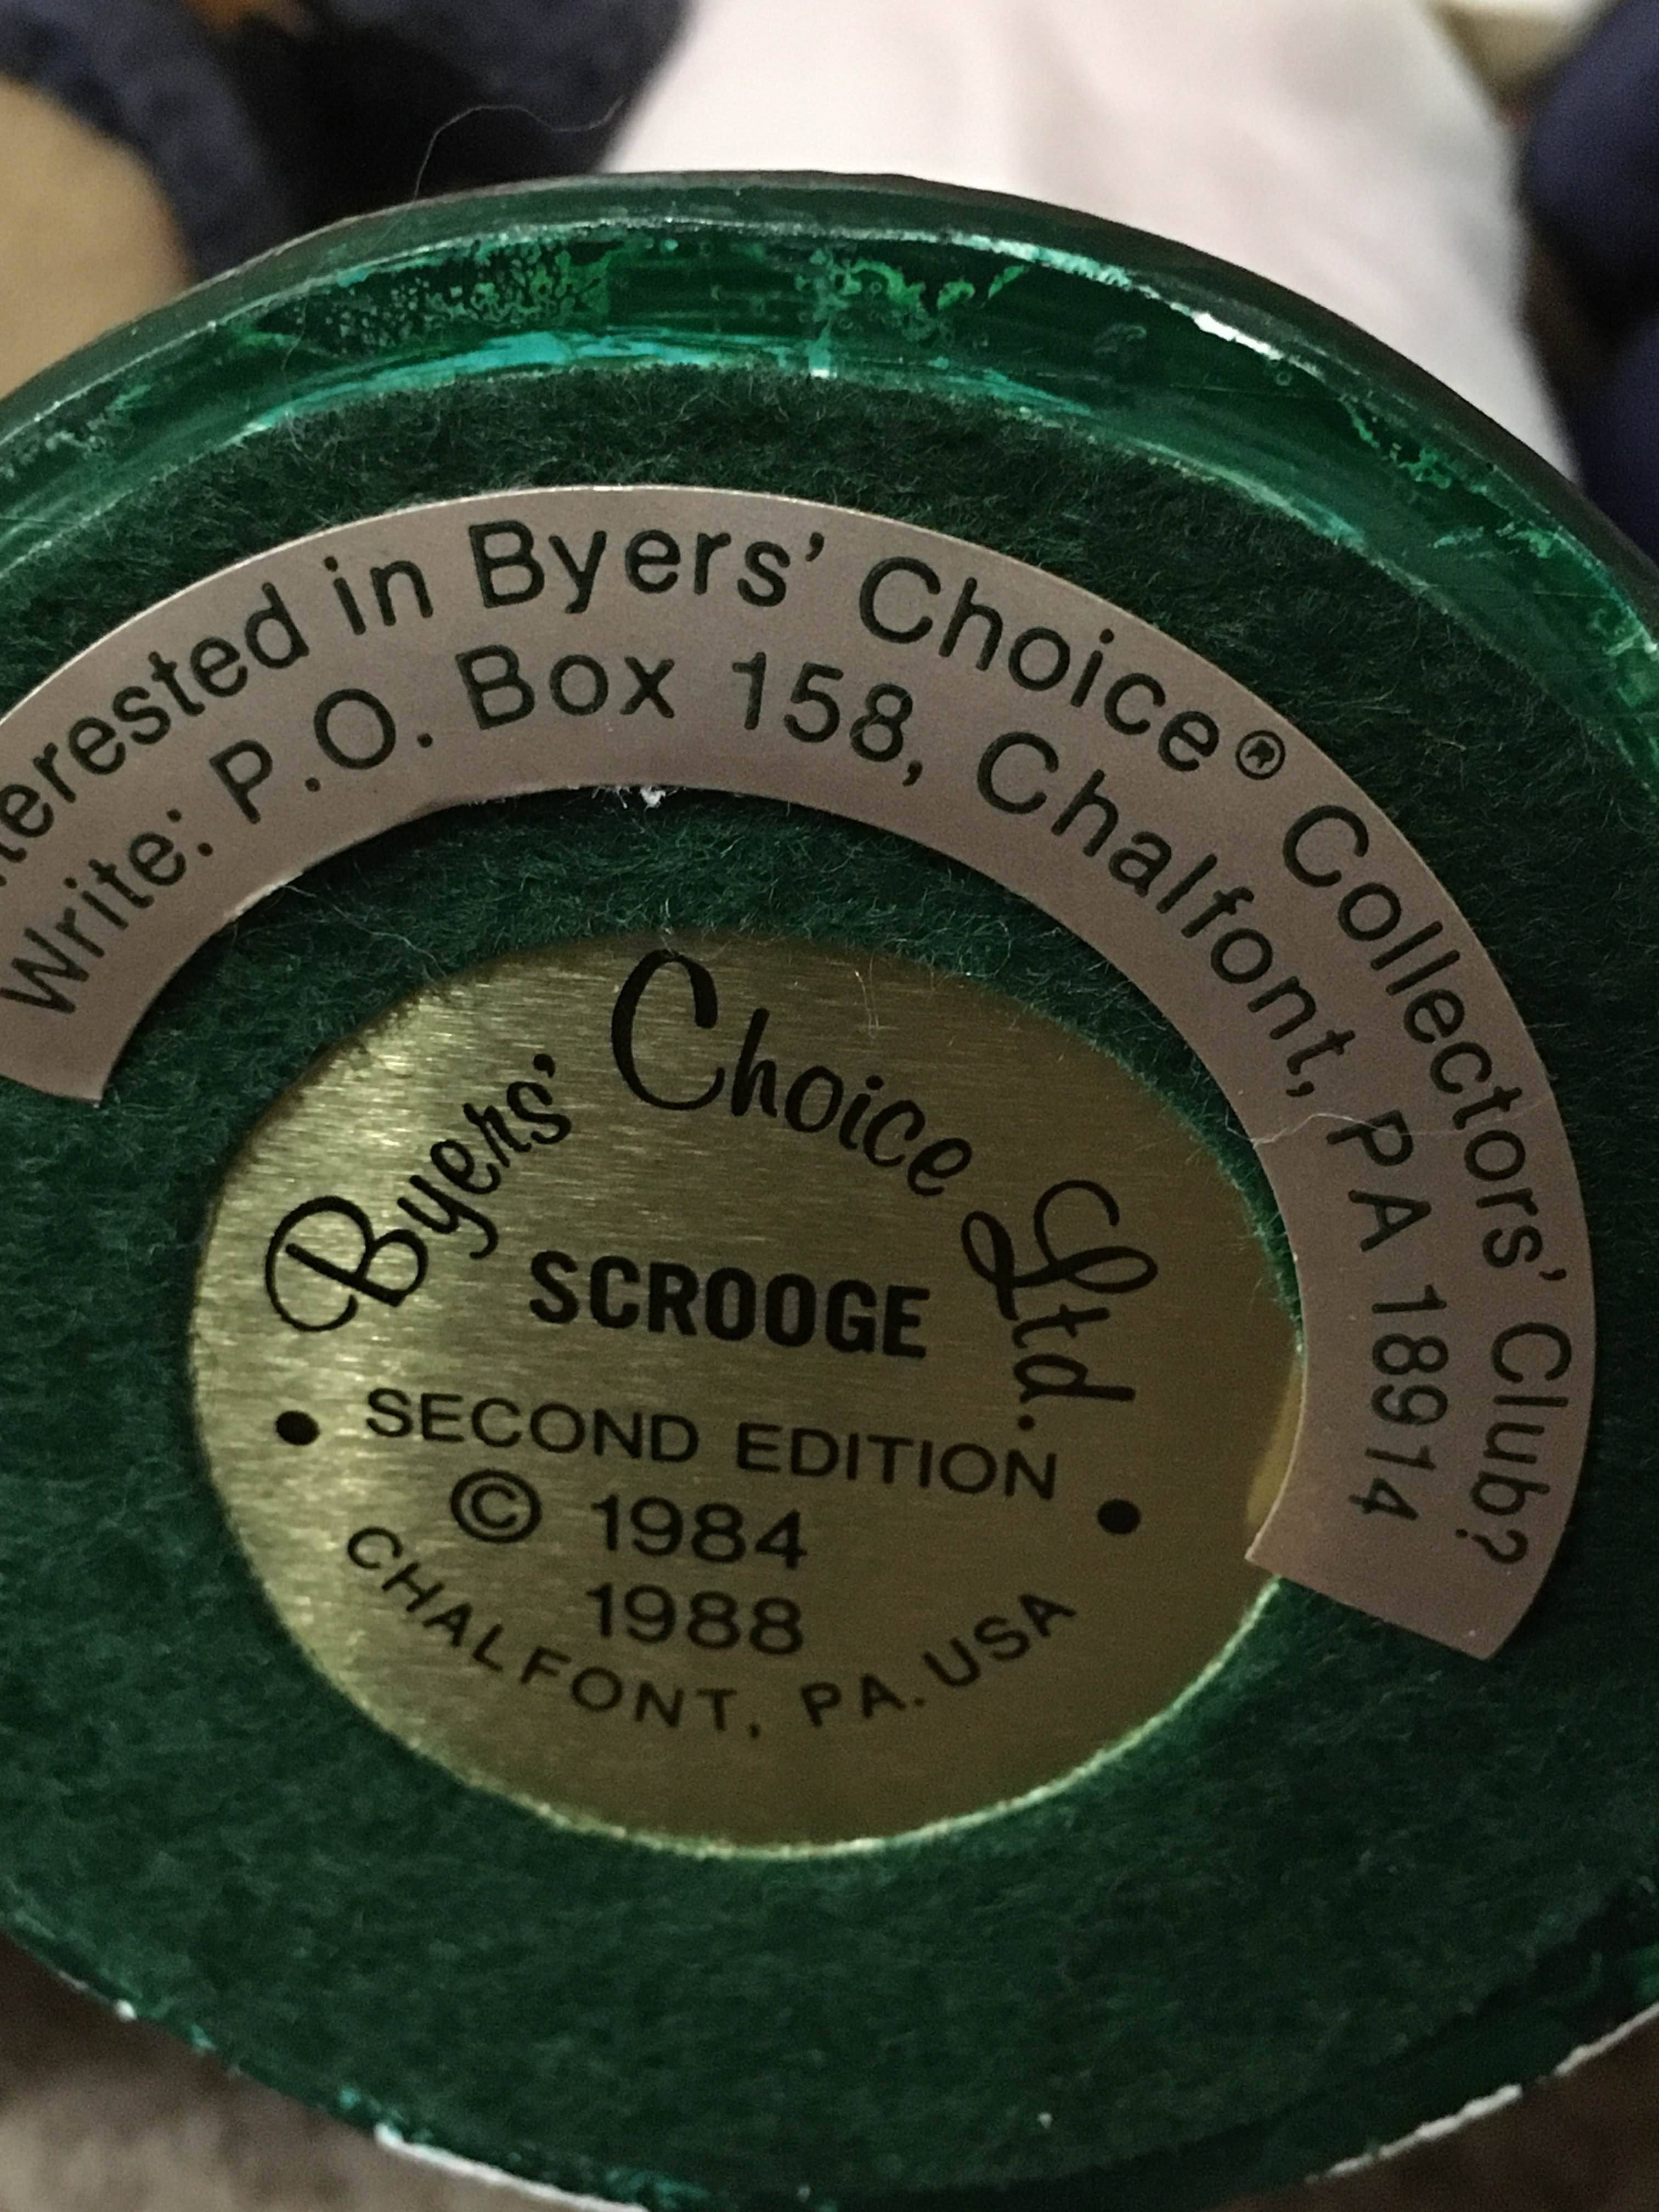 terested in Byers' Choice® Collectors' Club?
Write: P.O. Box 158, Chalfont, PA 18914
Byers' Choice Ltd.
SCROOGE
• SECOND EDITION •
© 1984
1988
CHALFONT, PA. USA